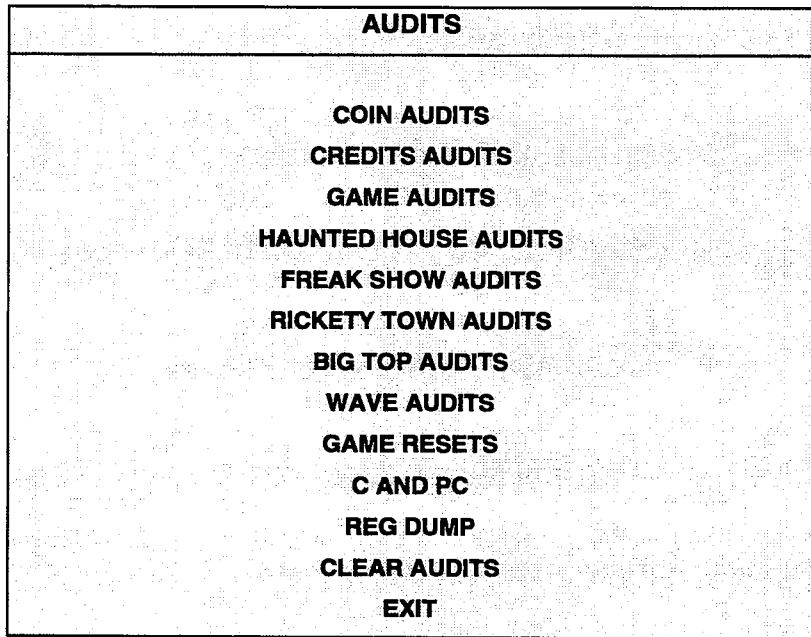 AUDITS
COIN AUDITS
CREDITS AUDITS
GAME AUDITS
HAUNTED HOUSE AUDITS
FREAK SHOW AUDITS
RICKETY TOWN AUDITS
BIG TOP AUDITS
WAVE AUDITS
GAME RESETS
C AND PC
REG DUMP
CLEAR AUDITS
EXIT